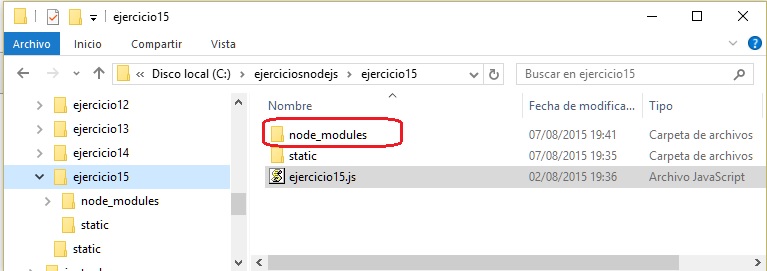 ejercicio15
Archivo Inicio Compartir Vista
« Disco local (C:) > ejerciciosnodejs > ejercicio15
Buscar en ejercicio15
Nombre Fecha de modifica... Tipo
ejercicio12
ejercicio13
ejercicio14
ejercicio15
node_modules
static
static
node_modules 07/08/2015 19:41 Carpeta de archivos
static 07/08/2015 19:35 Carpeta de archivos
ejercicio15.js 02/08/2015 19:36 Archivo JavaScript